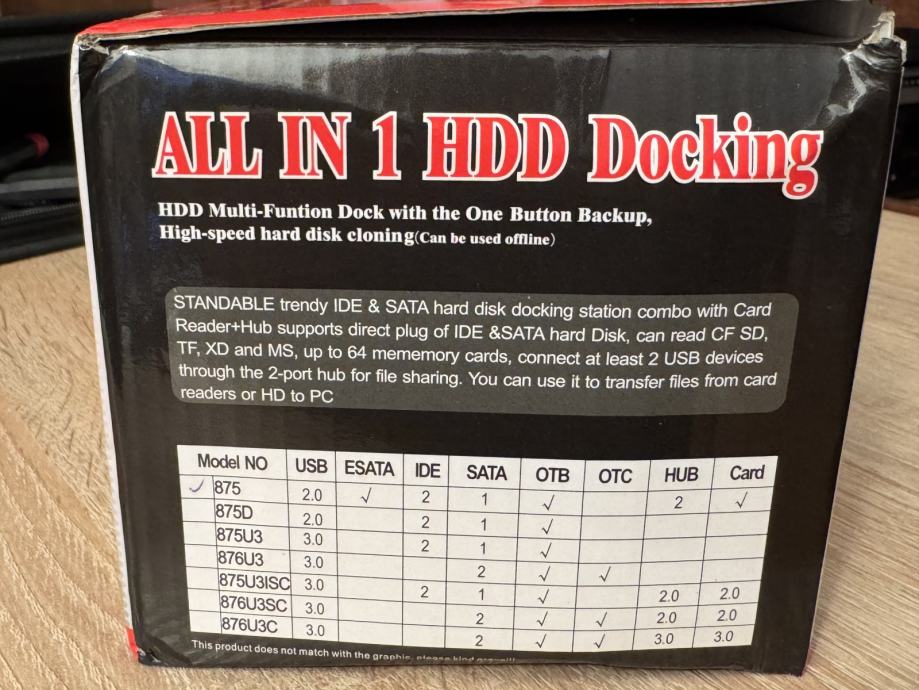 ALL IN 1 HDD Docking
HDD Multi-Funtion Dock with the One Button Backup,
High-speed hard disk cloning(Can be used offline)
STANDABLE trendy IDE & SATA hard disk docking station combo with Card
Reader+Hub supports direct plug of IDE &SATA hard Disk, can read CF SD,
TF, XD and MS, up to 64 mememory cards, connect at least 2 USB devices
through the 2-port hub for file sharing. You can use it to transfer files from card
readers or HD to PC
Model NO USB ESATA IDE SATA OTB OTC HUB Card
✓ 875 2.0 √ 2 1 √ 2 √
875D 2.0 2 1 √
875U3 3.0 2 1 √
876U3 3.0 2 √ √
875U3ISC 3.0 2 1 √ 2.0 2.0
876U3SC 3.0 2 √ √ 2.0 2.0
876U3C 3.0 2 √ √ 3.0 3.0
This product does not match with the graphic, please kind